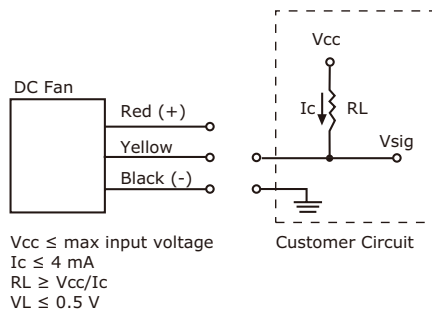 Vcc
DC Fan
Ic
RL
Red (+)
Vsig
Yellow
Black (-)
Vcc ≤ max input voltage
Customer Circuit
Ic ≤ 4 mA
RL ≥ Vcc/Ic
VL ≤ 0.5 V